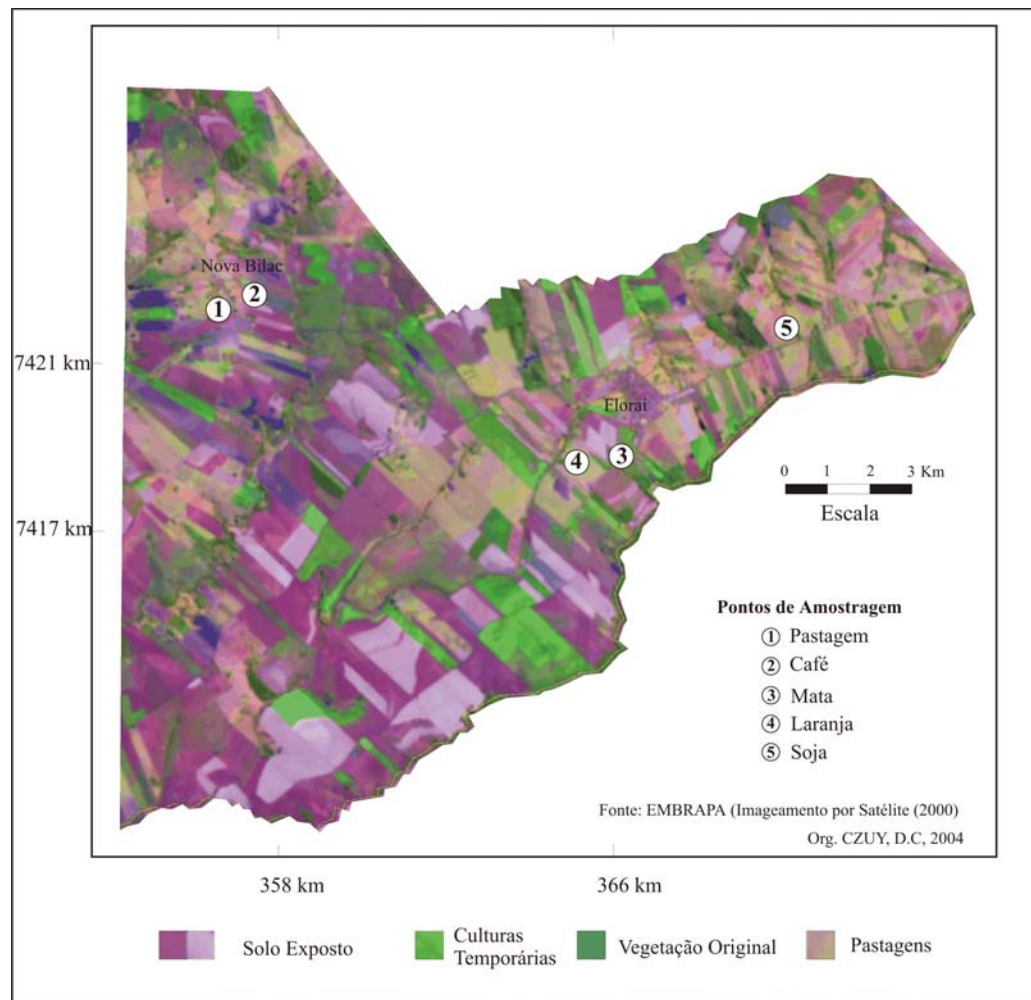 Nova Bilac
2
1
5
7421 km
Florai
4
3
0 1 2 3 Km
Escala
7417 km
Pontos de Amostragem
1 Pastagem
2 Café
3 Mata
4 Laranja
5 Soja
Fonte: EMBRAPA (Imageamento por Satélite (2000)
Org. CZUY, D.C, 2004
358 km
366 km
Solo Exposto
Culturas
Temporárias
Vegetação Original
Pastagens